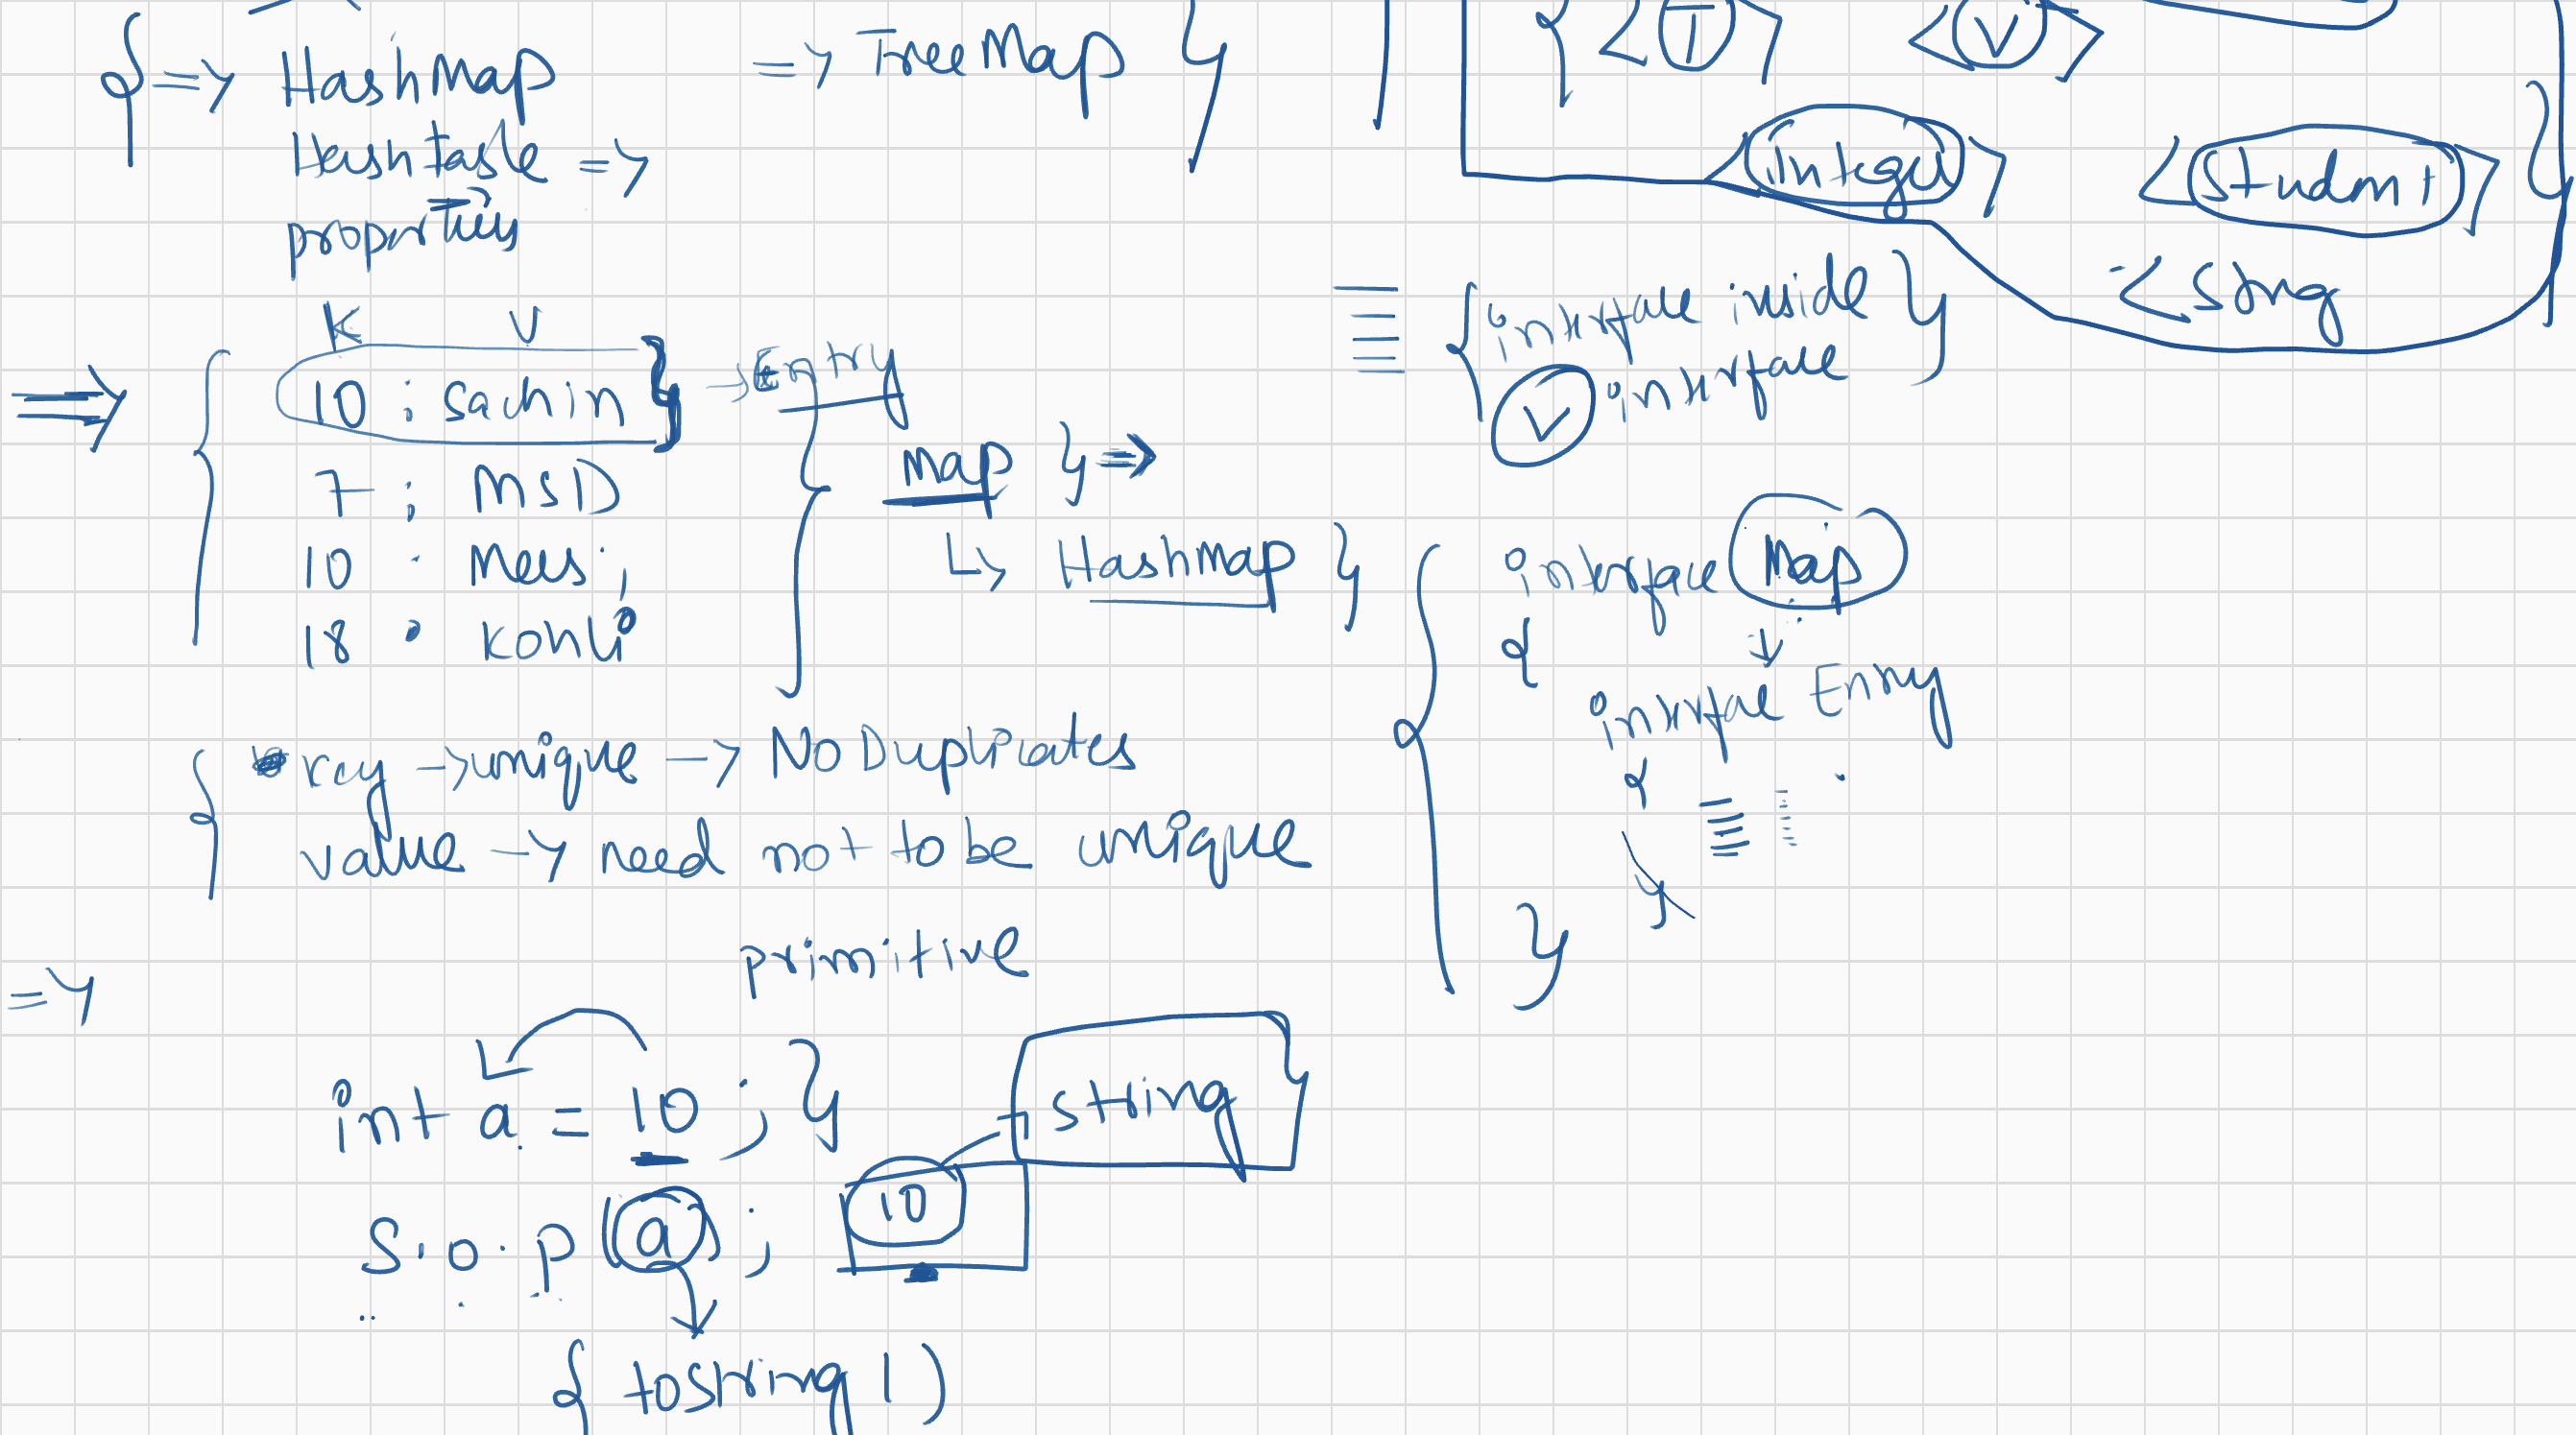 => HashMap => TreeMap }
Hashtable =>
properties
<T> <V>
<Integer> <Student>
<String
K V
=> { 10 : sachin } -> Entry
7 : MSD
10 : Messi
18 : Kohli
Map } =>
↳ HashMap }
≡ { interface inside }
V interface
{ key -> unique -> No Duplicates
value -> need not to be unique
{ interface Map
{
↓
interface Entry
{
}
}
=> primitive
int a = 10 ; }
string
S.o.p (a) ; 10
{ toString()